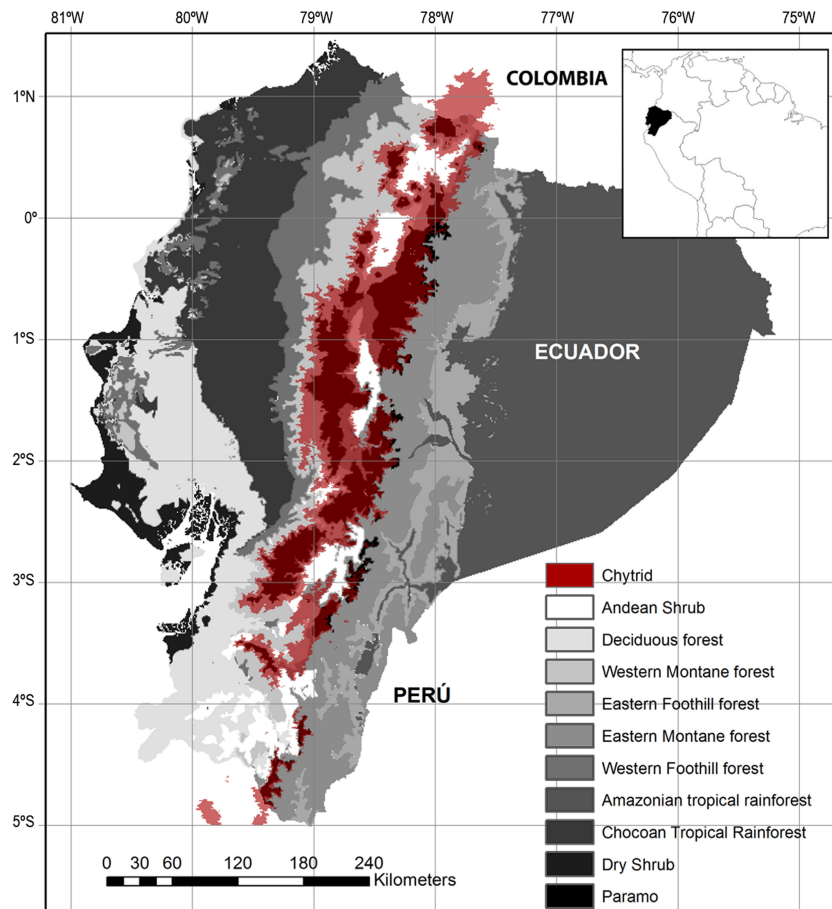 81°W 80°W 79°W 78°W 77°W 76°W 75°W
COLOMBIA
1°N
0°
1°S
ECUADOR
2°S
3°S
Chytrid
Andean Shrub
Deciduous forest
Western Montane forest
PERÚ
4°S
Eastern Foothill forest
Eastern Montane forest
Western Foothill forest
Amazonian tropical rainforest
5°S
Chocoan Tropical Rainforest
0 30 60 120 180 240
Kilometers
Dry Shrub
Paramo